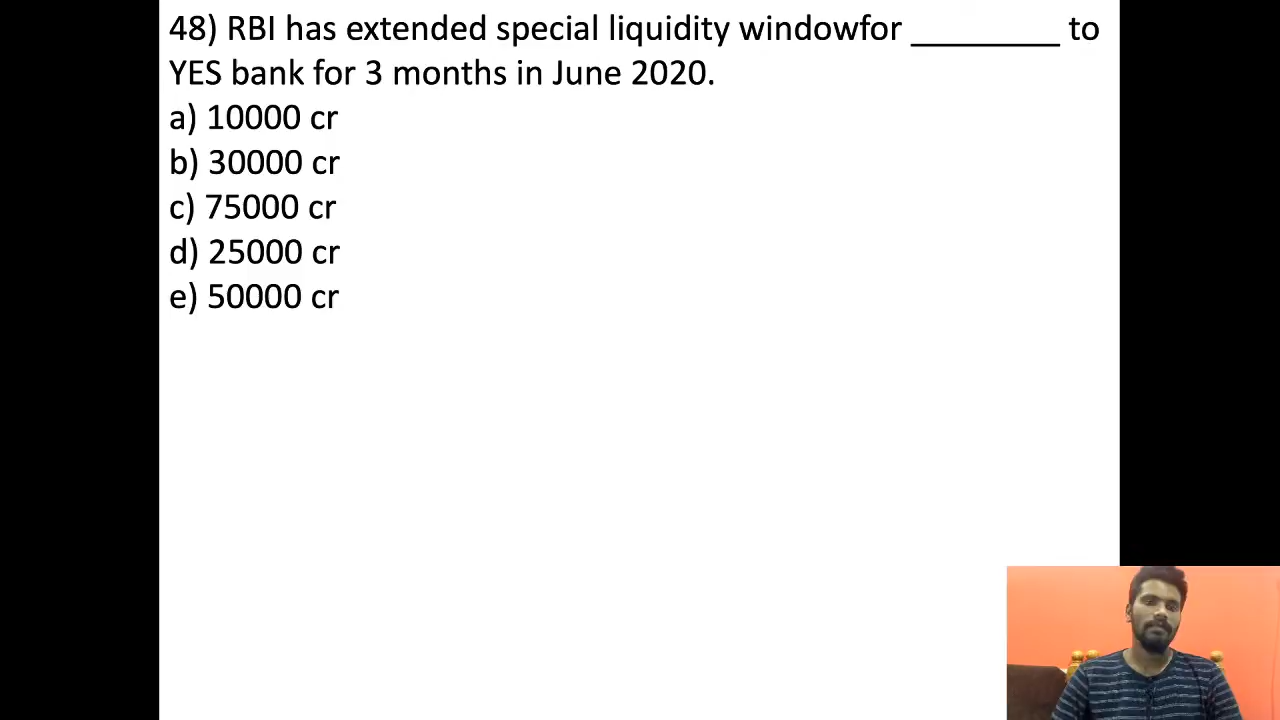 48) RBI has extended special liquidity windowfor _________ to
YES bank for 3 months in June 2020.
a) 10000 cr
b) 30000 cr
c) 75000 cr
d) 25000 cr
e) 50000 cr